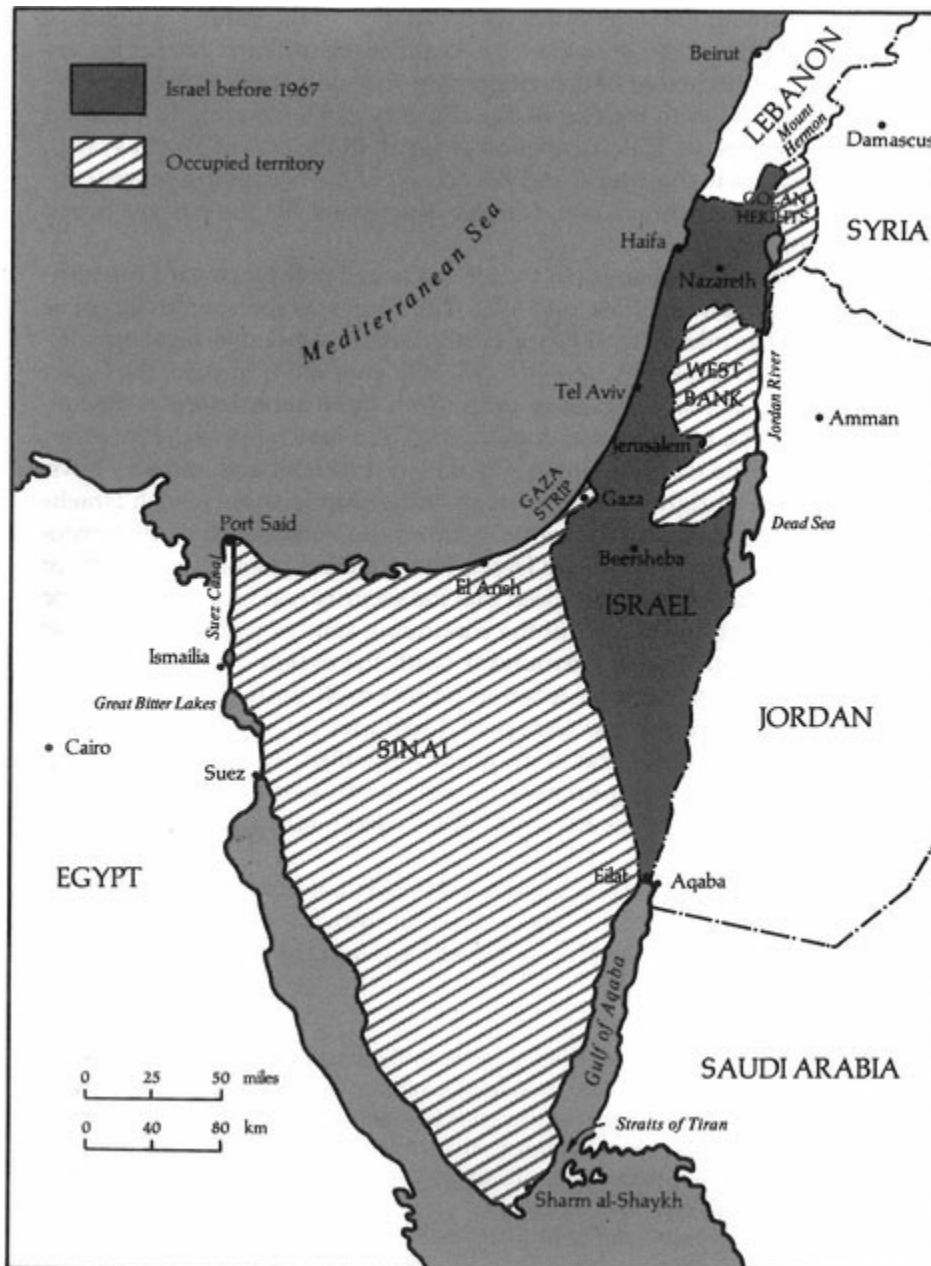 Israel before 1967
Occupied territory
Beirut
LEBANON
Mount
Hermon
Damascus
GOLAN
HEIGHTS
SYRIA
Haifa
Nazareth
Mediterranean Sea
WEST
BANK
Tel Aviv
Jordan River
Amman
Jerusalem
GAZA
STRIP
Gaza
Dead Sea
Port Said
Beersheba
El Arish
Suez Canal
ISRAEL
Ismailia
Great Bitter Lakes
JORDAN
Cairo
SINAI
Suez
EGYPT
Eilat
Aqaba
Gulf of Aqaba
SAUDI ARABIA
0 25 50 miles
0 40 80 km
Straits of Tiran
Sharm al-Shaykh